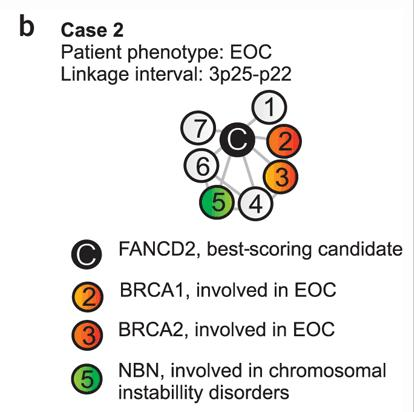 b
Case 2
Patient phenotype: EOC
Linkage interval: 3p25-p22
1
7
C
2
6
3
5
4
C FANCD2, best-scoring candidate
2 BRCA1, involved in EOC
3 BRCA2, involved in EOC
5 NBN, involved in chromosomal
instabillity disorders